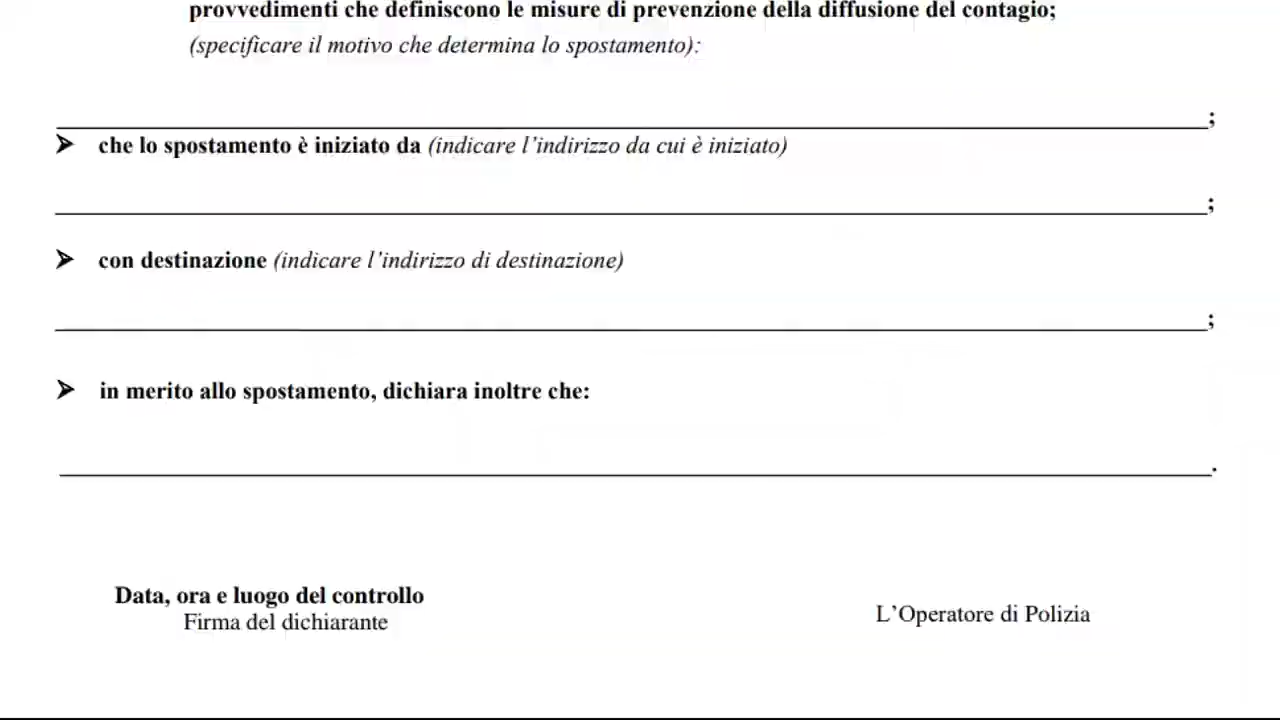 provvedimenti che definiscono le misure di prevenzione della diffusione del contagio;
(specificare il motivo che determina lo spostamento):
;
➢ che lo spostamento è iniziato da (indicare l’indirizzo da cui è iniziato)
;
➢ con destinazione (indicare l’indirizzo di destinazione)
;
➢ in merito allo spostamento, dichiara inoltre che:
.
Data, ora e luogo del controllo
Firma del dichiarante
L’Operatore di Polizia